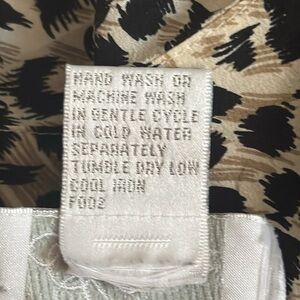 HAND WASH OR
MACHINE WASH
IN GENTLE CYCLE
IN COLD WATER
SEPARATELY
TUMBLE DRY LOW
COOL IRON
F002